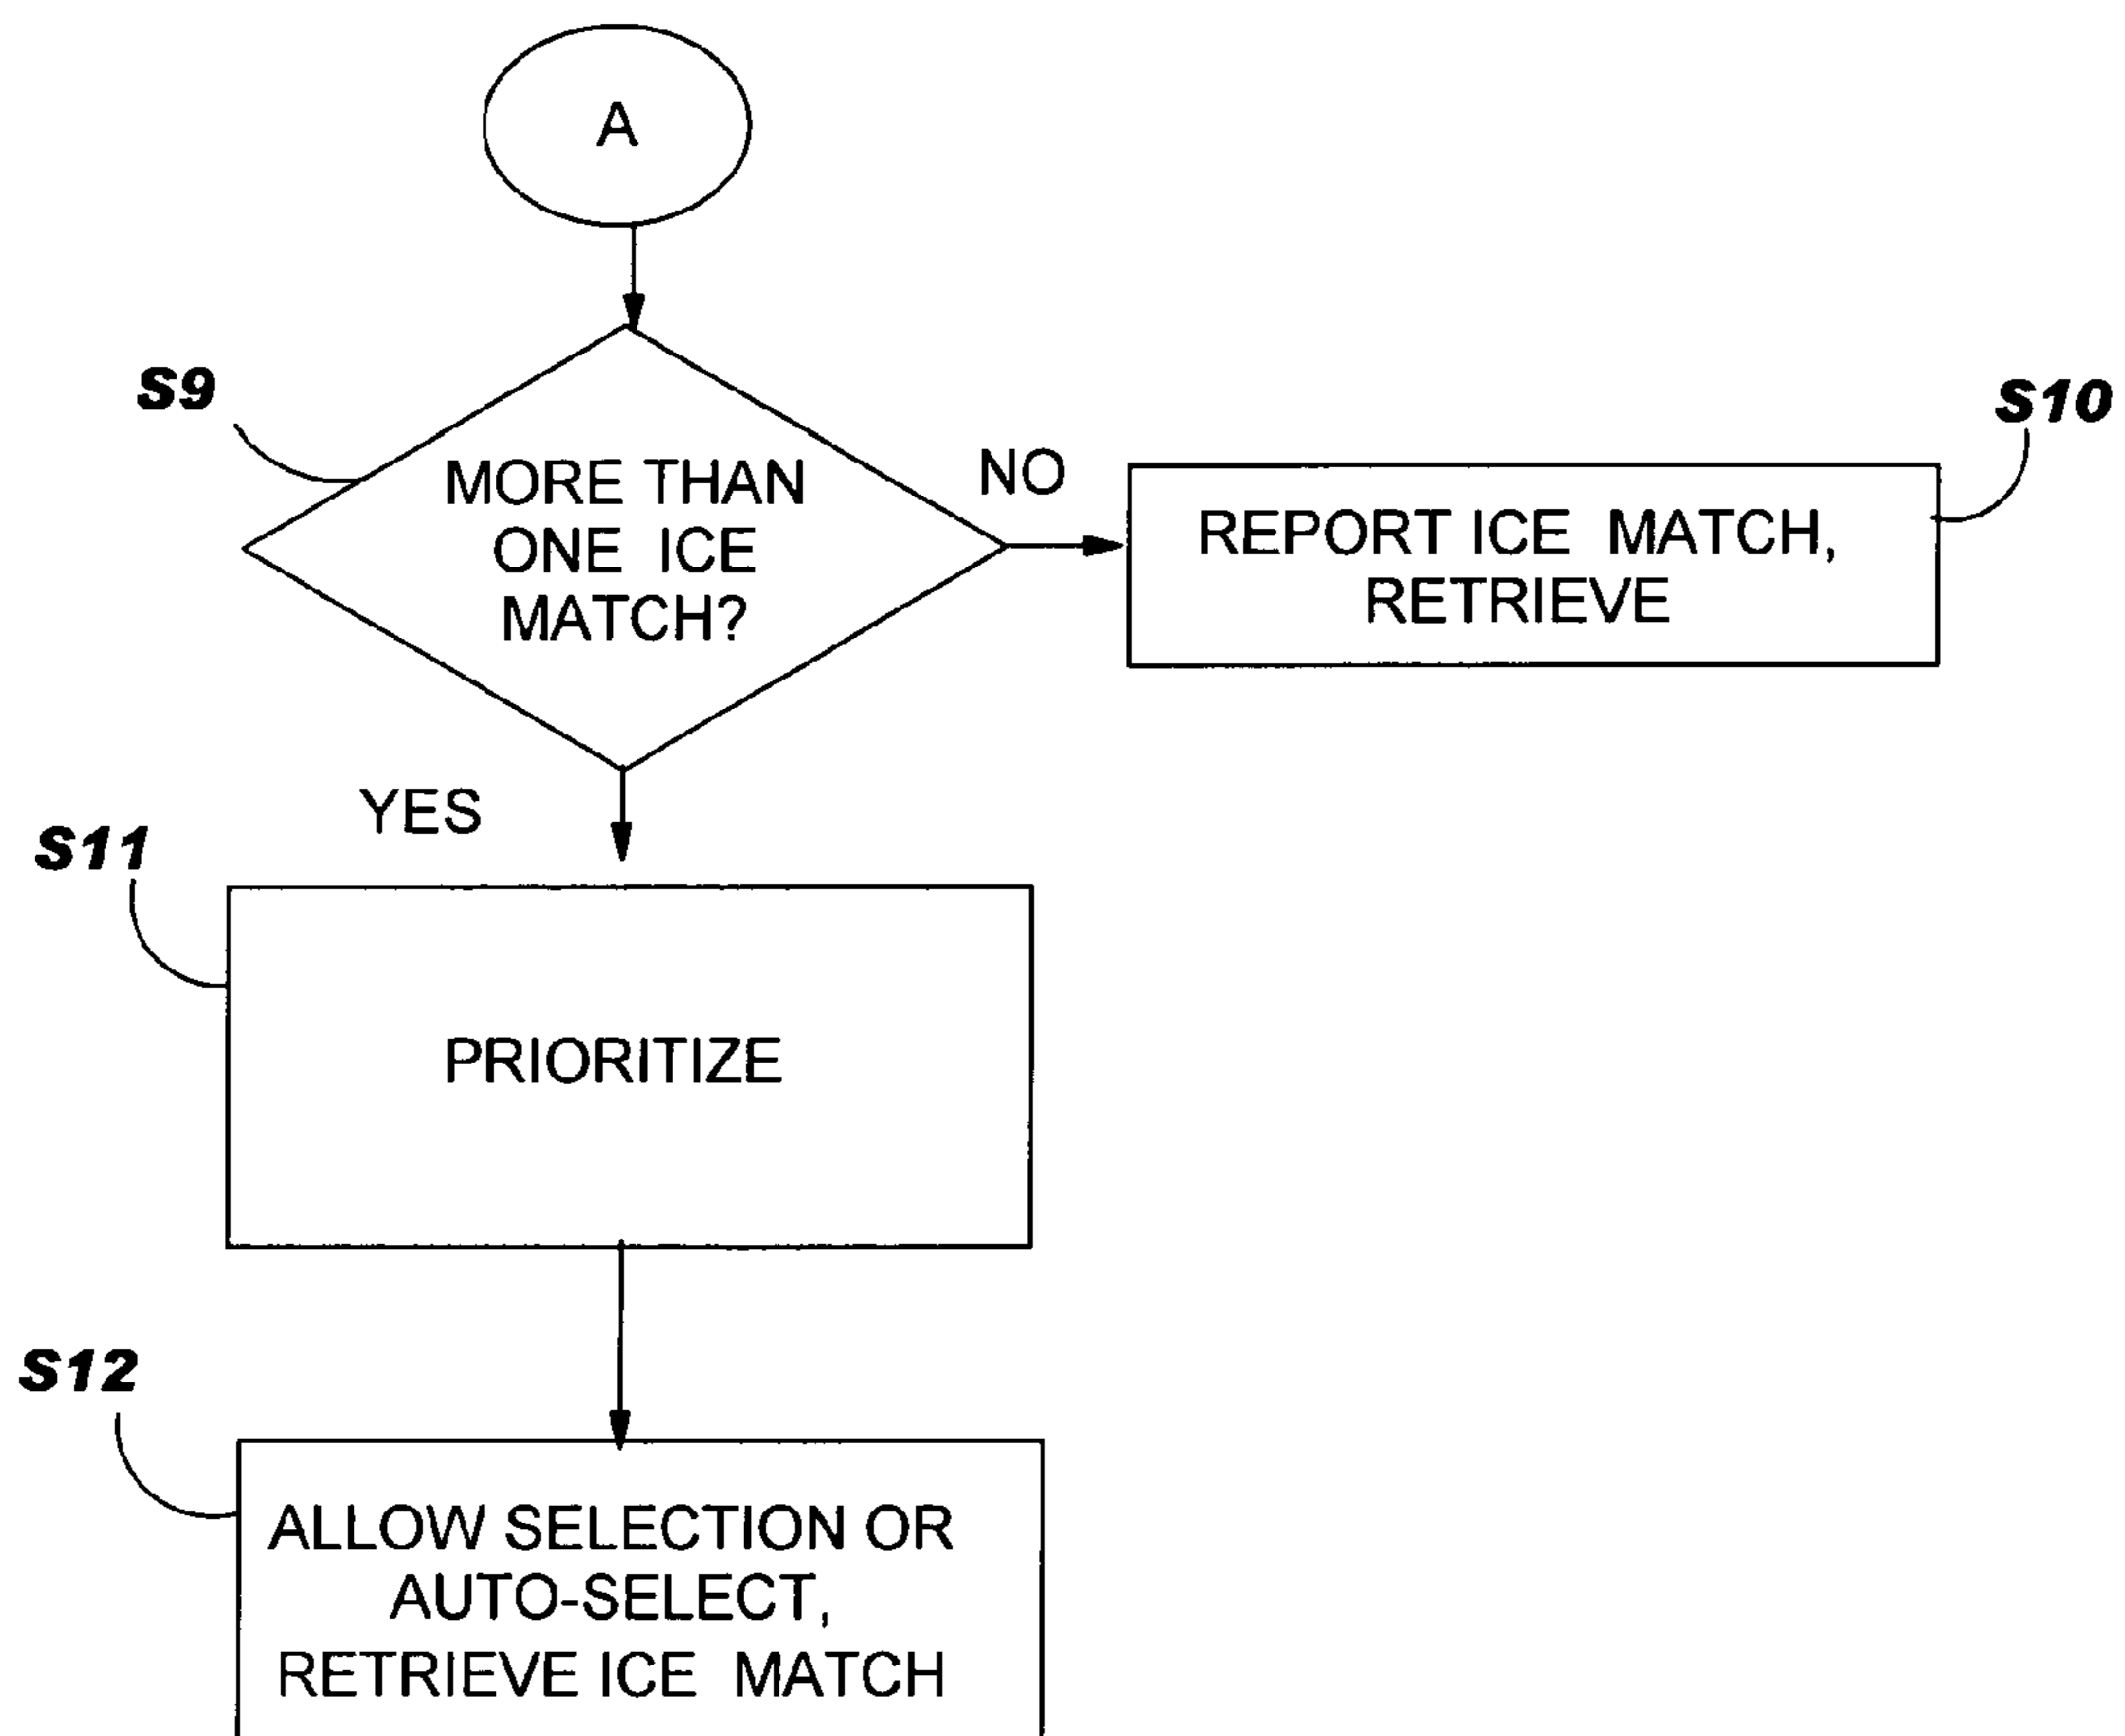 A
S9
MORE THAN
ONE ICE
MATCH?
NO
S10
REPORT ICE MATCH,
RETRIEVE
YES
S11
PRIORITIZE
S12
ALLOW SELECTION OR
AUTO-SELECT,
RETRIEVE ICE MATCH